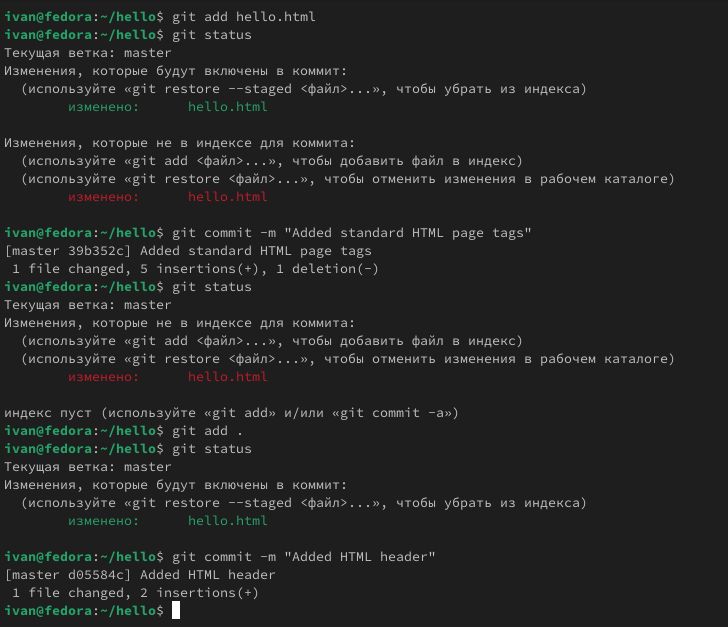 ivan@fedora:~/hello$ git add hello.html
ivan@fedora:~/hello$ git status
Текущая ветка: master
Изменения, которые будут включены в коммит:
  (используйте «git restore --staged <файл>...», чтобы убрать из индекса)
        изменено:      hello.html

Изменения, которые не в индексе для коммита:
  (используйте «git add <файл>...», чтобы добавить файл в индекс)
  (используйте «git restore <файл>...», чтобы отменить изменения в рабочем каталоге)
        изменено:      hello.html

ivan@fedora:~/hello$ git commit -m "Added standard HTML page tags"
[master 39b352c] Added standard HTML page tags
 1 file changed, 5 insertions(+), 1 deletion(-)
ivan@fedora:~/hello$ git status
Текущая ветка: master
Изменения, которые не в индексе для коммита:
  (используйте «git add <файл>...», чтобы добавить файл в индекс)
  (используйте «git restore <файл>...», чтобы отменить изменения в рабочем каталоге)
        изменено:      hello.html

индекс пуст (используйте «git add» и/или «git commit -a»)
ivan@fedora:~/hello$ git add .
ivan@fedora:~/hello$ git status
Текущая ветка: master
Изменения, которые будут включены в коммит:
  (используйте «git restore --staged <файл>...», чтобы убрать из индекса)
        изменено:      hello.html

ivan@fedora:~/hello$ git commit -m "Added HTML header"
[master d05584c] Added HTML header
 1 file changed, 2 insertions(+)
ivan@fedora:~/hello$